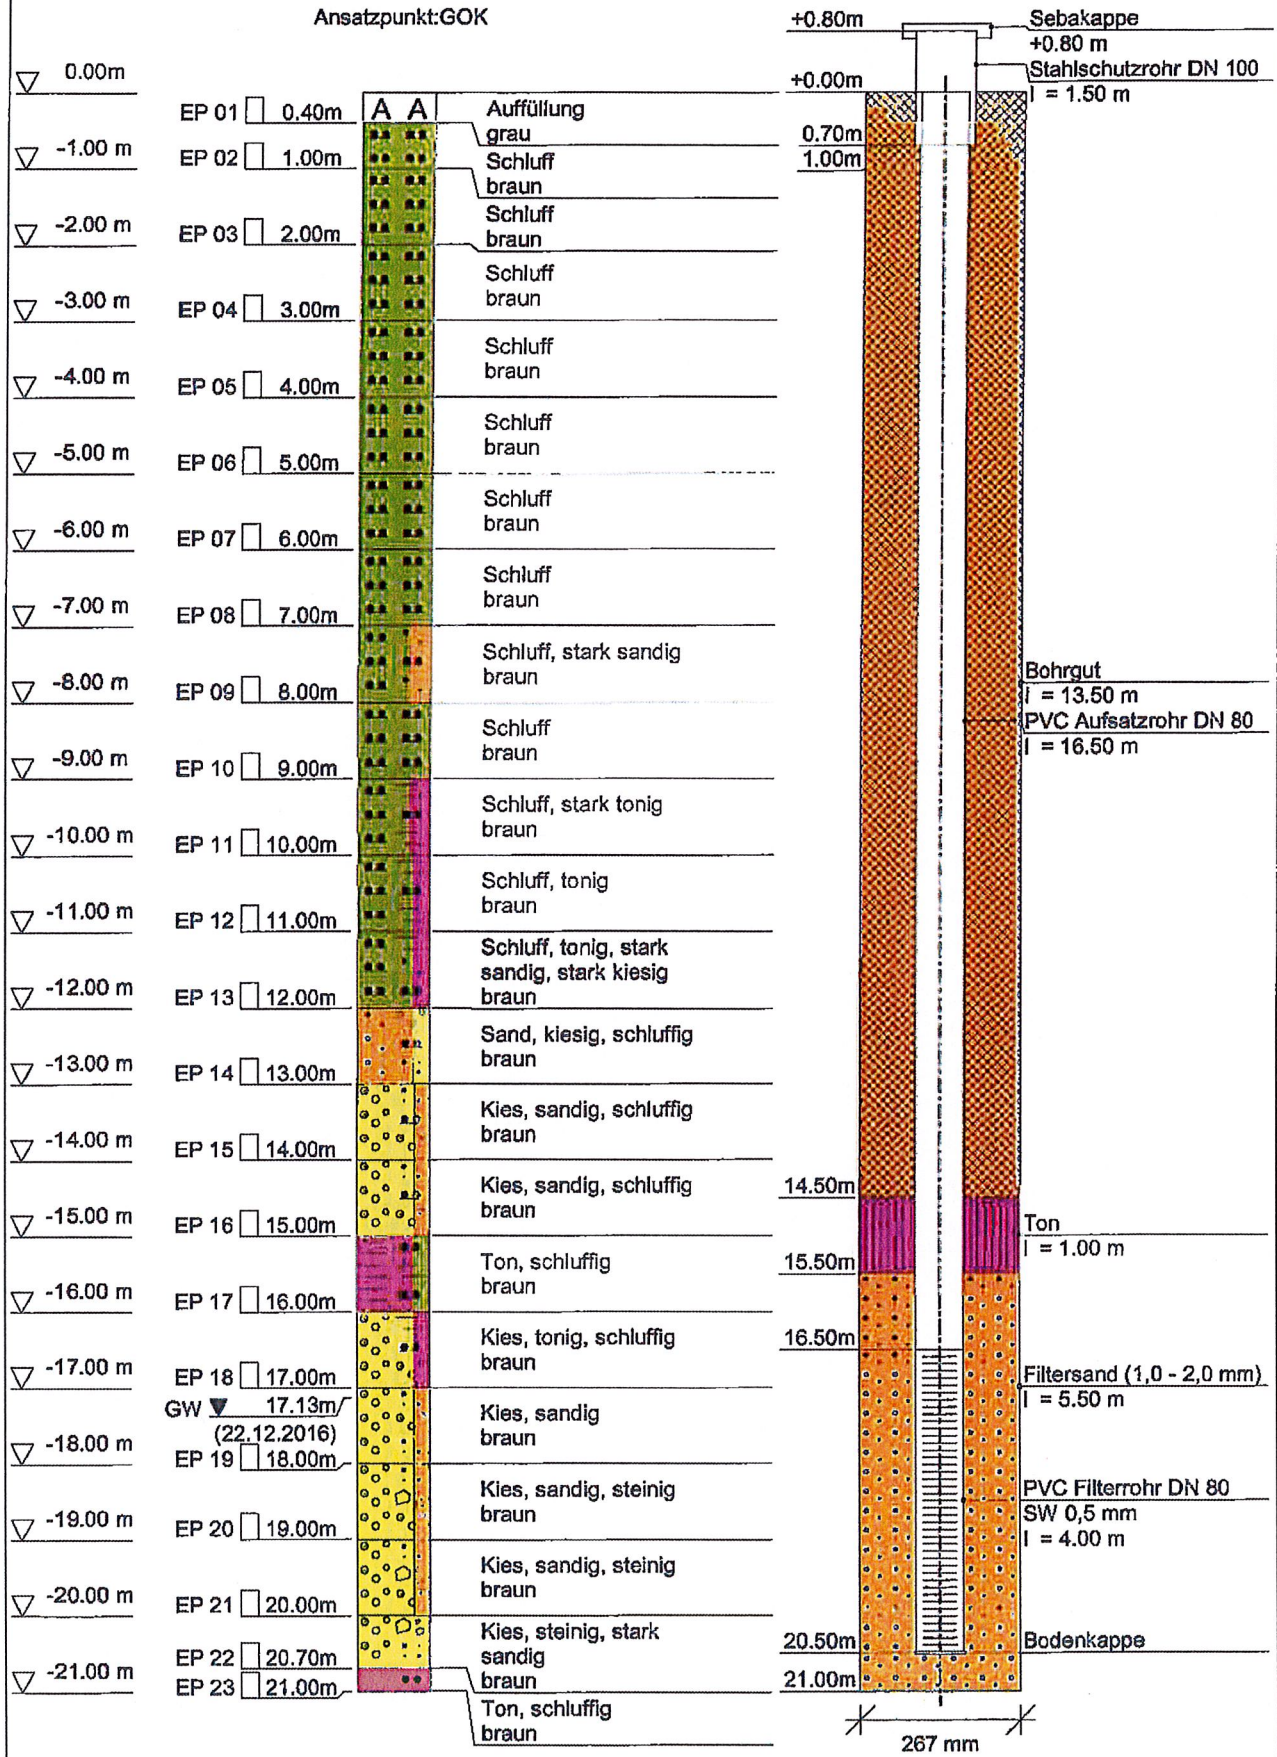 Ansatzpunkt:GOK
0.00m
-1.00 m
-2.00 m
-3.00 m
-4.00 m
-5.00 m
-6.00 m
-7.00 m
-8.00 m
-9.00 m
-10.00 m
-11.00 m
-12.00 m
-13.00 m
-14.00 m
-15.00 m
-16.00 m
-17.00 m
-18.00 m
-19.00 m
-20.00 m
-21.00 m
EP 01 0.40m
EP 02 1.00m
EP 03 2.00m
EP 04 3.00m
EP 05 4.00m
EP 06 5.00m
EP 07 6.00m
EP 08 7.00m
EP 09 8.00m
EP 10 9.00m
EP 11 10.00m
EP 12 11.00m
EP 13 12.00m
EP 14 13.00m
EP 15 14.00m
EP 16 15.00m
EP 17 16.00m
EP 18 17.00m
GW 17.13m
(22.12.2016)
EP 19 18.00m
EP 20 19.00m
EP 21 20.00m
EP 22 20.70m
EP 23 21.00m
A A
Auffüllung
grau
Schluff
braun
Schluff
braun
Schluff
braun
Schluff
braun
Schluff
braun
Schluff
braun
Schluff
braun
Schluff, stark sandig
braun
Schluff
braun
Schluff, stark tonig
braun
Schluff, tonig
braun
Schluff, tonig, stark
sandig, stark kiesig
braun
Sand, kiesig, schluffig
braun
Kies, sandig, schluffig
braun
Kies, sandig, schluffig
braun
Ton, schluffig
braun
Kies, tonig, schluffig
braun
Kies, sandig
braun
Kies, sandig, steinig
braun
Kies, sandig, steinig
braun
Kies, steinig, stark
sandig
braun
Ton, schluffig
braun
+0.80m
+0.00m
0.70m
1.00m
14.50m
15.50m
16.50m
20.50m
21.00m
Sebakappe
+0.80 m
Stahlschutzrohr DN 100
l = 1.50 m
Bohrgut
l = 13.50 m
PVC Aufsatzrohr DN 80
l = 16.50 m
Ton
l = 1.00 m
Filtersand (1,0 - 2,0 mm)
l = 5.50 m
PVC Filterrohr DN 80
SW 0,5 mm
l = 4.00 m
Bodenkappe
267 mm